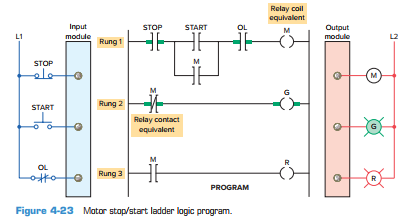 Relay coil
equivalent
Input
module
STOP
START
OL
M
Output
module
L1
L2
Rung 1
STOP
M
M
START
Rung 2
M
G
G
Relay contact
equivalent
OL
Rung 3
M
R
R
PROGRAM
Figure 4-23 Motor stop/start ladder logic program.